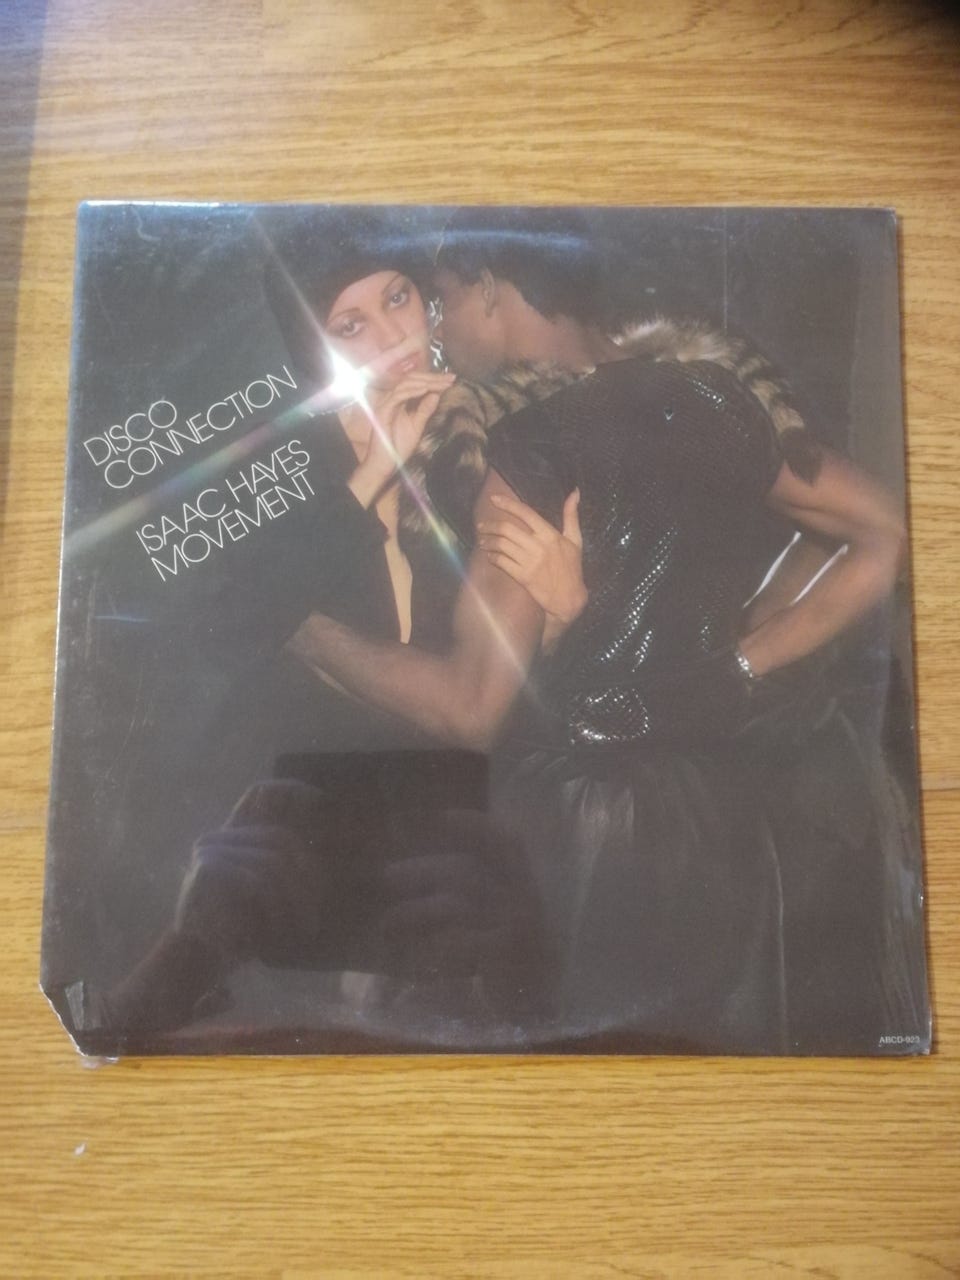 DISCO
CONNECTION
ISAAC HAYES
MOVEMENT
ABCD-923